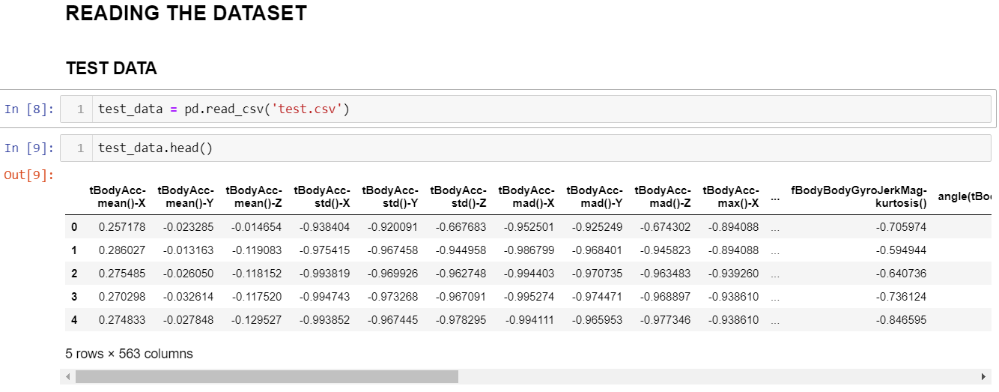 READING THE DATASET
TEST DATA
In [8]: 1 test_data = pd.read_csv('test.csv')
In [9]: 1 test_data.head()
Out[9]:
tBodyAcc- tBodyAcc- tBodyAcc- tBodyAcc- tBodyAcc- tBodyAcc- tBodyAcc- tBodyAcc- tBodyAcc- tBodyAcc- ... fBodyBodyGyroJerkMag- angle(tBod
mean()-X mean()-Y mean()-Z std()-X std()-Y std()-Z mad()-X mad()-Y mad()-Z max()-X kurtosis()
0 0.257178 -0.023285 -0.014654 -0.938404 -0.920091 -0.667683 -0.952501 -0.925249 -0.674302 -0.894088 ... -0.705974
1 0.286027 -0.013163 -0.119083 -0.975415 -0.967458 -0.944958 -0.986799 -0.968401 -0.945823 -0.894088 ... -0.594944
2 0.275485 -0.026050 -0.118152 -0.993819 -0.969926 -0.962748 -0.994403 -0.970735 -0.963483 -0.939260 ... -0.640736
3 0.270298 -0.032614 -0.117520 -0.994743 -0.973268 -0.967091 -0.995274 -0.974471 -0.968897 -0.938610 ... -0.736124
4 0.274833 -0.027848 -0.129527 -0.993852 -0.967445 -0.978295 -0.994111 -0.965953 -0.977346 -0.938610 ... -0.846595
5 rows × 563 columns